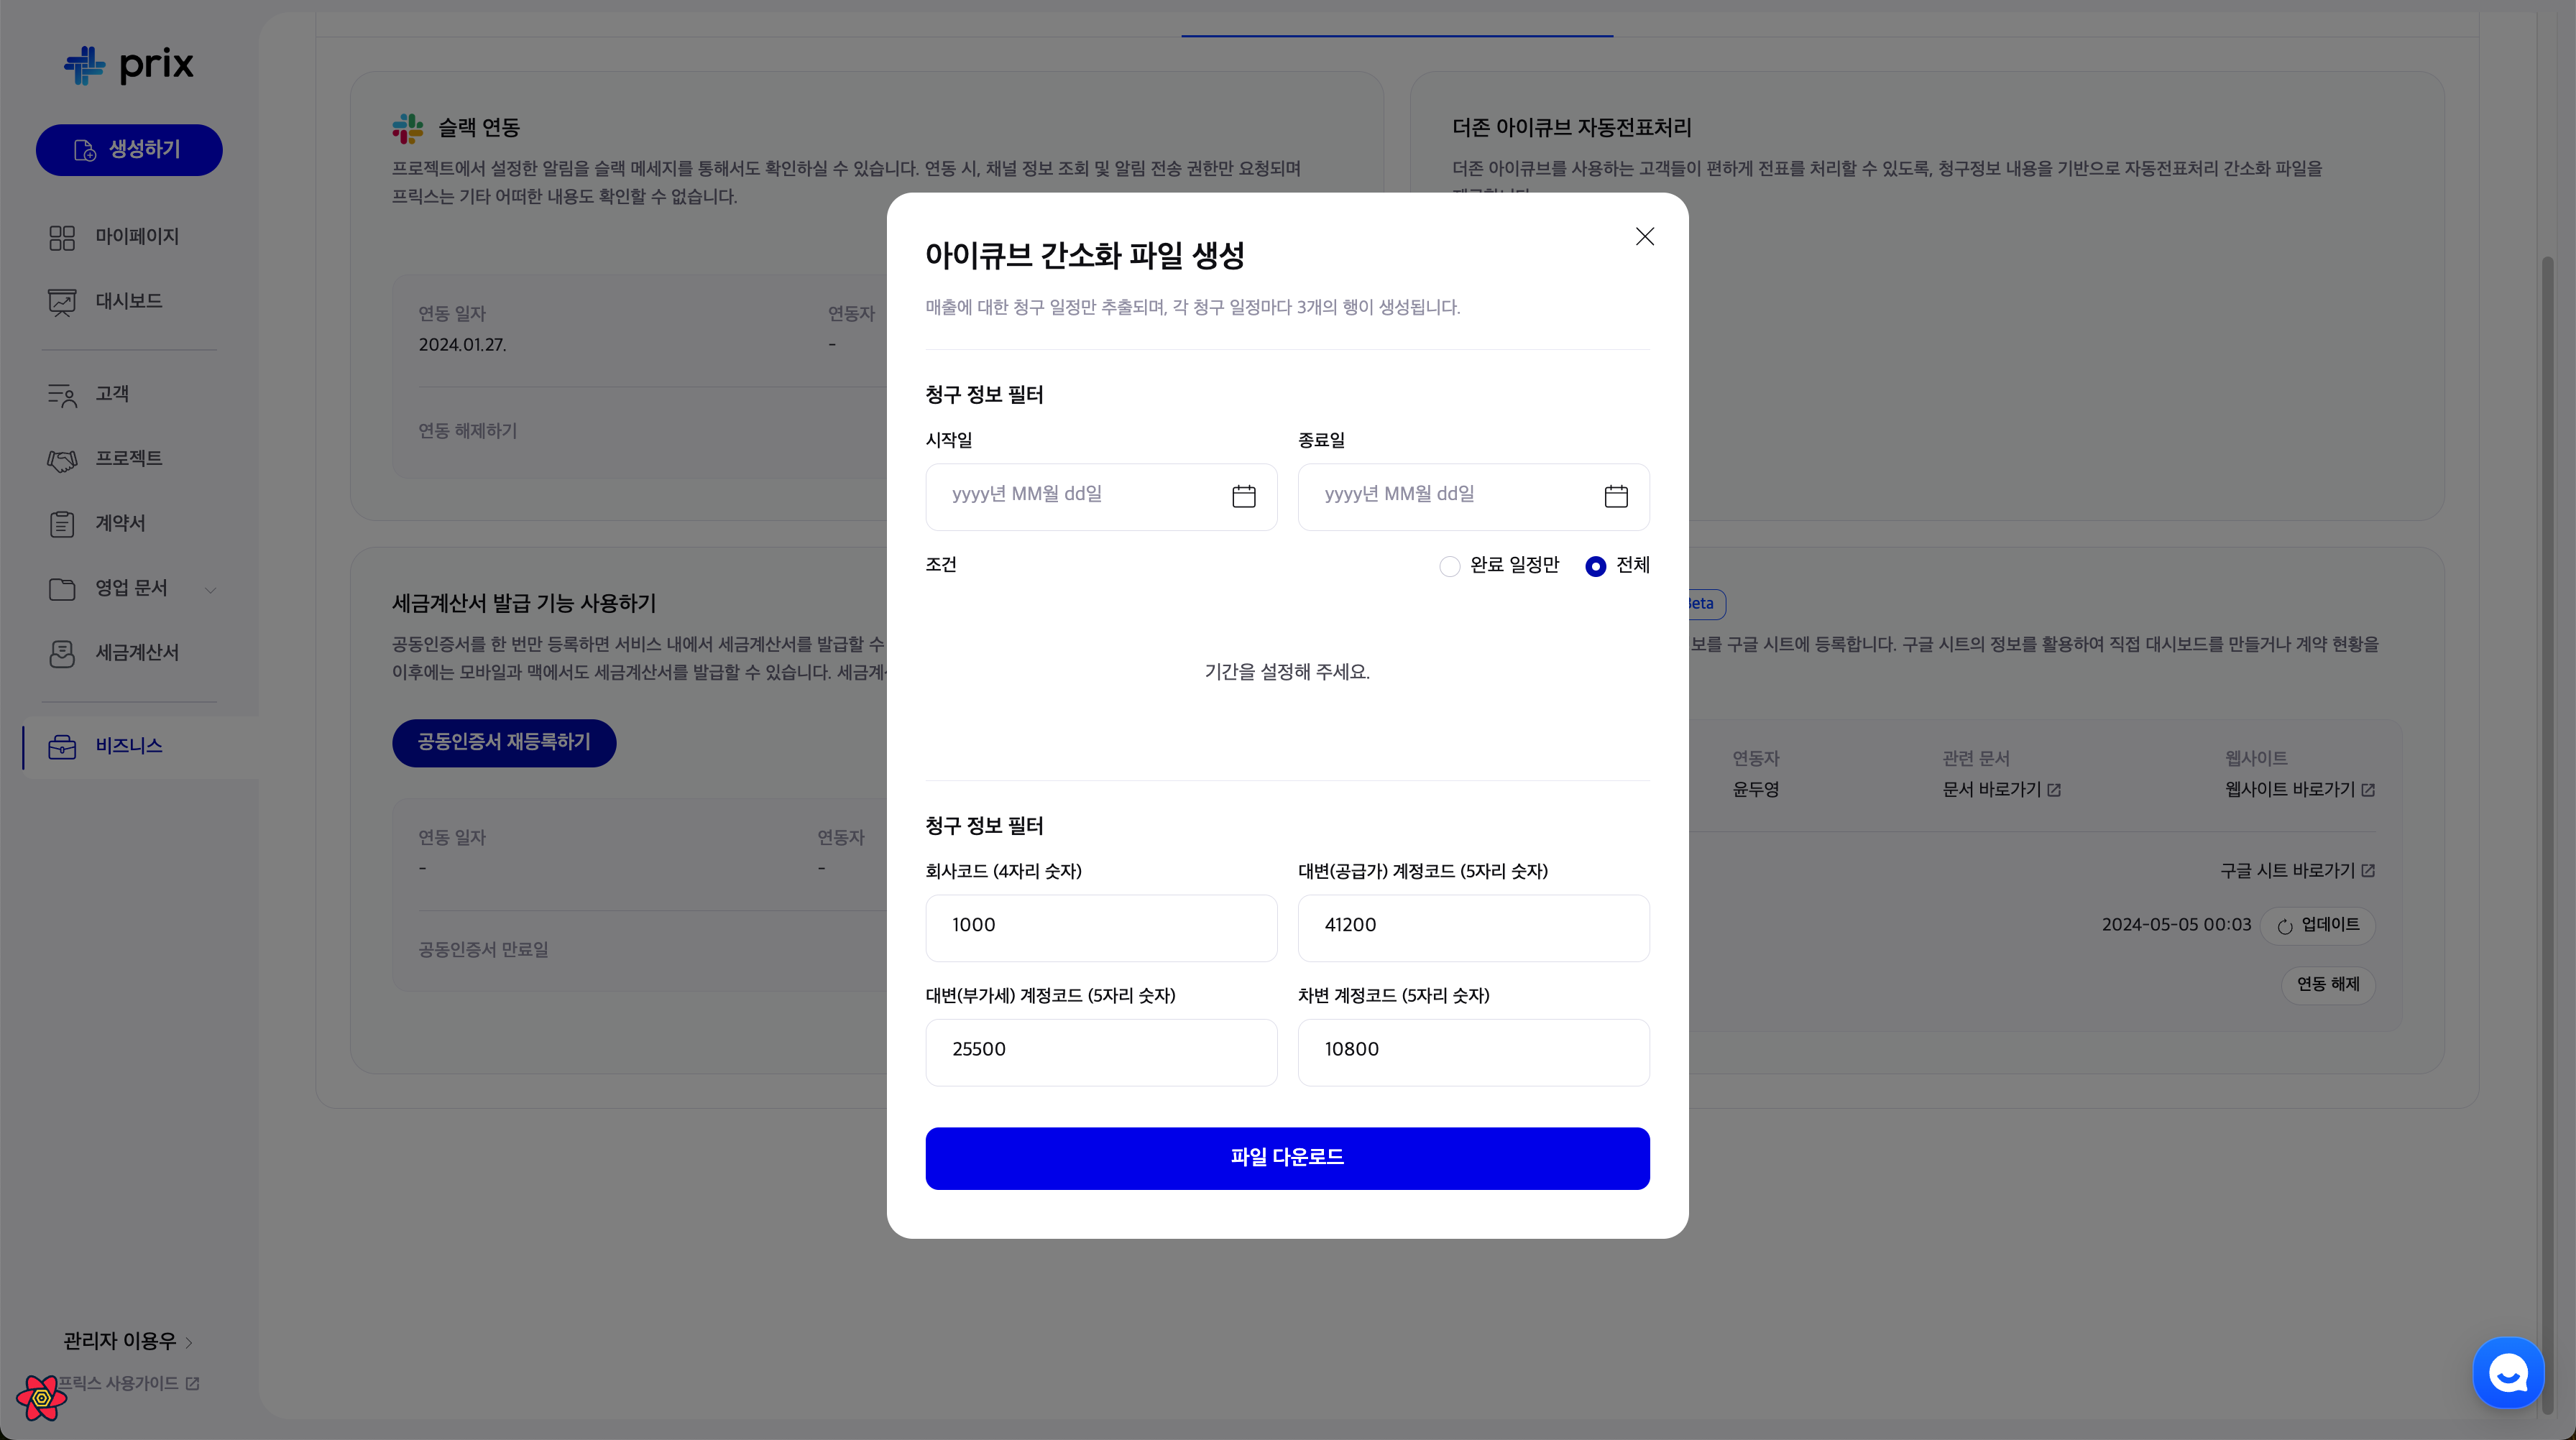 prix
생성하기
마이페이지
대시보드
고객
프로젝트
계약서
영업 문서
세금계산서
비즈니스
관리자 이용우
프릭스 사용가이드
슬랙 연동
프로젝트에서 설정한 알림을 슬랙 메세지를 통해서도 확인하실 수 있습니다. 연동 시, 채널 정보 조회 및 알림 전송 권한만 요청되며
프릭스는 기타 어떠한 내용도 확인할 수 없습니다.
연동 일자
연동자
2024.01.27.
-
연동 해제하기
더존 아이큐브 자동전표처리
더존 아이큐브를 사용하는 고객들이 편하게 전표를 처리할 수 있도록, 청구정보 내용을 기반으로 자동전표처리 간소화 파일을
세금계산서 발급 기능 사용하기
공동인증서를 한 번만 등록하면 서비스 내에서 세금계산서를 발급할 수
이후에는 모바일과 맥에서도 세금계산서를 발급할 수 있습니다.
공동인증서 재등록하기
연동 일자
연동자
-
-
공동인증서 만료일
Beta
보를 구글 시트에 등록합니다. 구글 시트의 정보를 활용하여 직접 대시보드를 만들거나 계약 현황을
연동자
관련 문서
웹사이트
윤두영
문서 바로가기
웹사이트 바로가기
구글 시트 바로가기
2024-05-05 00:03
업데이트
연동 해제
아이큐브 간소화 파일 생성
매출에 대한 청구 일정만 추출되며, 각 청구 일정마다 3개의 행이 생성됩니다.
청구 정보 필터
시작일
종료일
yyyy년 MM월 dd일
yyyy년 MM월 dd일
조건
완료 일정만
전체
기간을 설정해 주세요.
청구 정보 필터
회사코드 (4자리 숫자)
대변(공급가) 계정코드 (5자리 숫자)
1000
41200
대변(부가세) 계정코드 (5자리 숫자)
차변 계정코드 (5자리 숫자)
25500
10800
파일 다운로드